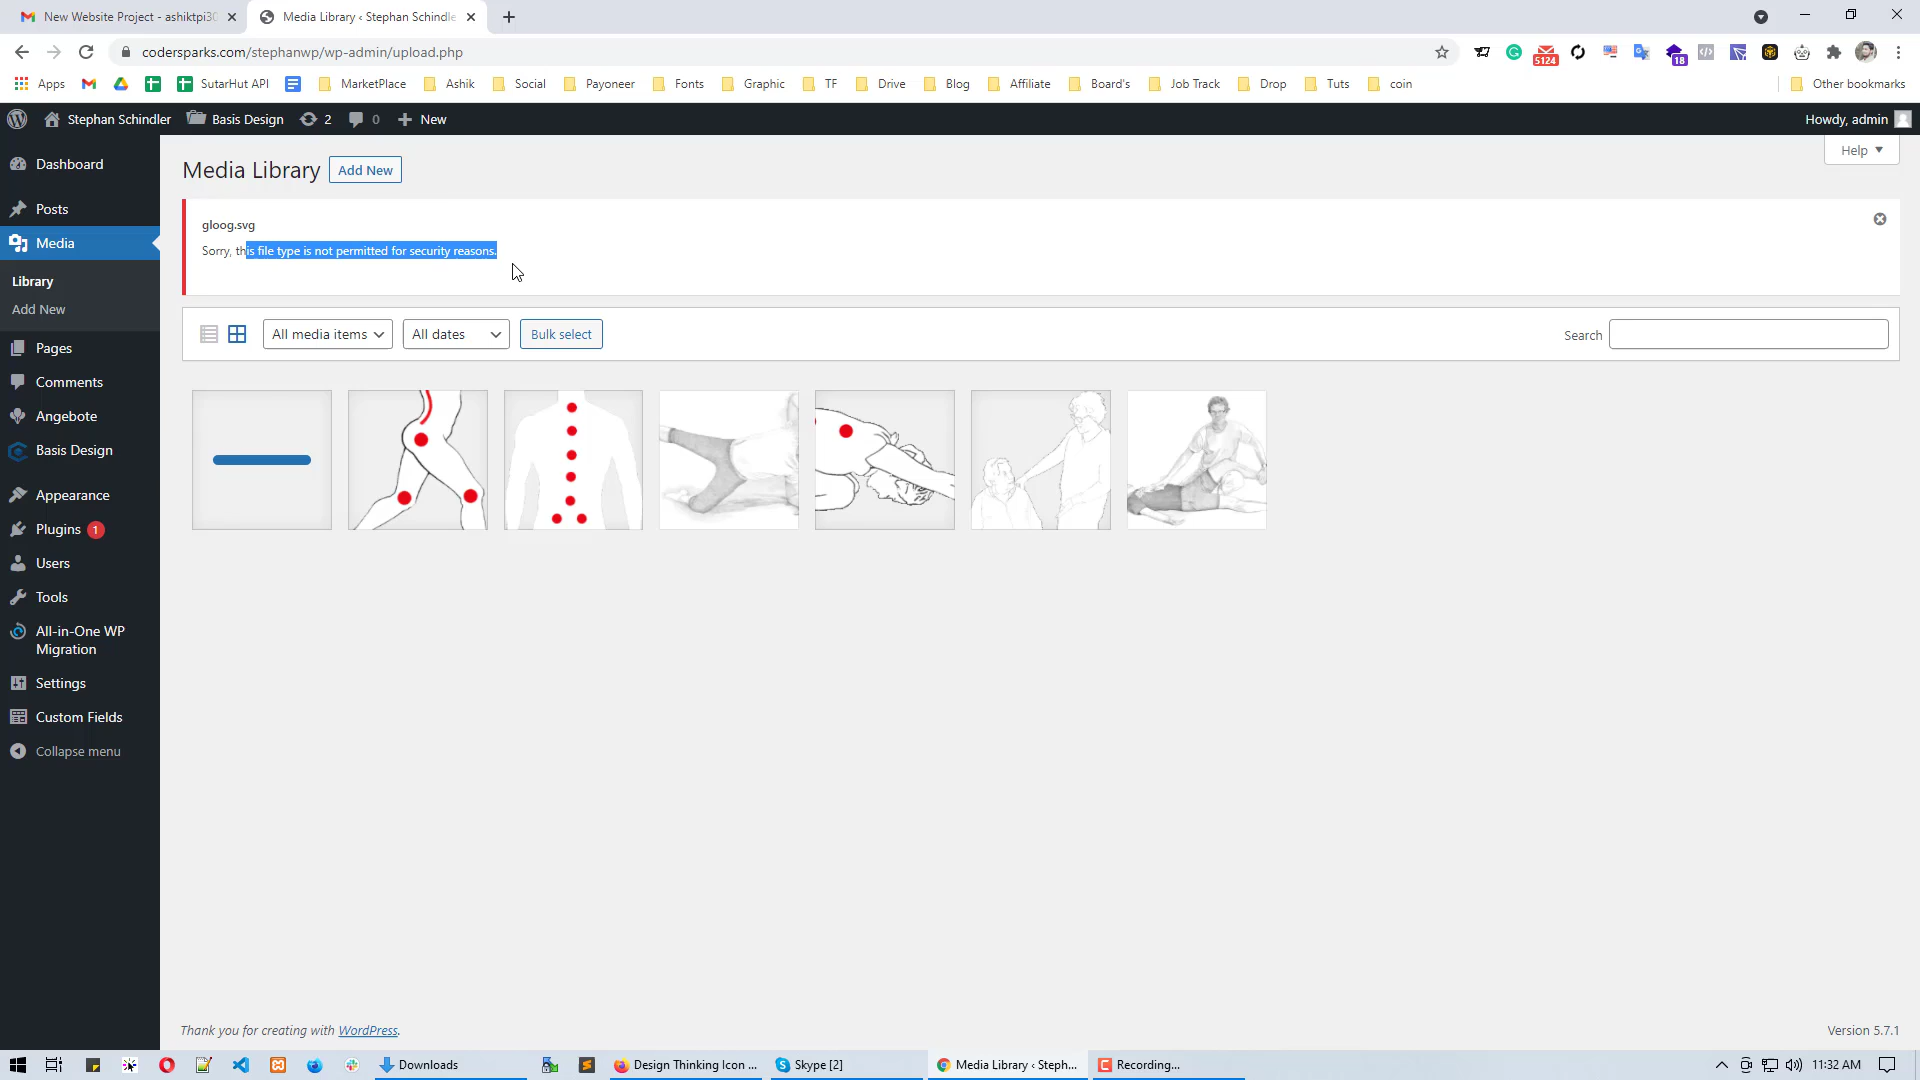 New Website Project - ashiktpi30
Media Library ‹ Stephan Schindle
codersparks.com/stephanwp/wp-admin/upload.php
5124
18
Apps
SutarHut API
MarketPlace
Ashik
Social
Payoneer
Fonts
Graphic
TF
Drive
Blog
Affiliate
Board's
Job Track
Drop
Tuts
coin
Other bookmarks
Stephan Schindler
Basis Design
2
0
New
Howdy, admin
Dashboard
Posts
Media
Library
Add New
Pages
Comments
Angebote
Basis Design
Appearance
Plugins 1
Users
Tools
All-in-One WP
Migration
Settings
Custom Fields
Collapse menu
Media Library
Add New
Help
gloog.svg
Sorry, this file type is not permitted for security reasons.
All media items
All dates
Bulk select
Search
Thank you for creating with WordPress.
Version 5.7.1
Downloads
Design Thinking Icon ...
Skype [2]
Media Library ‹ Steph...
Recording...
11:32 AM